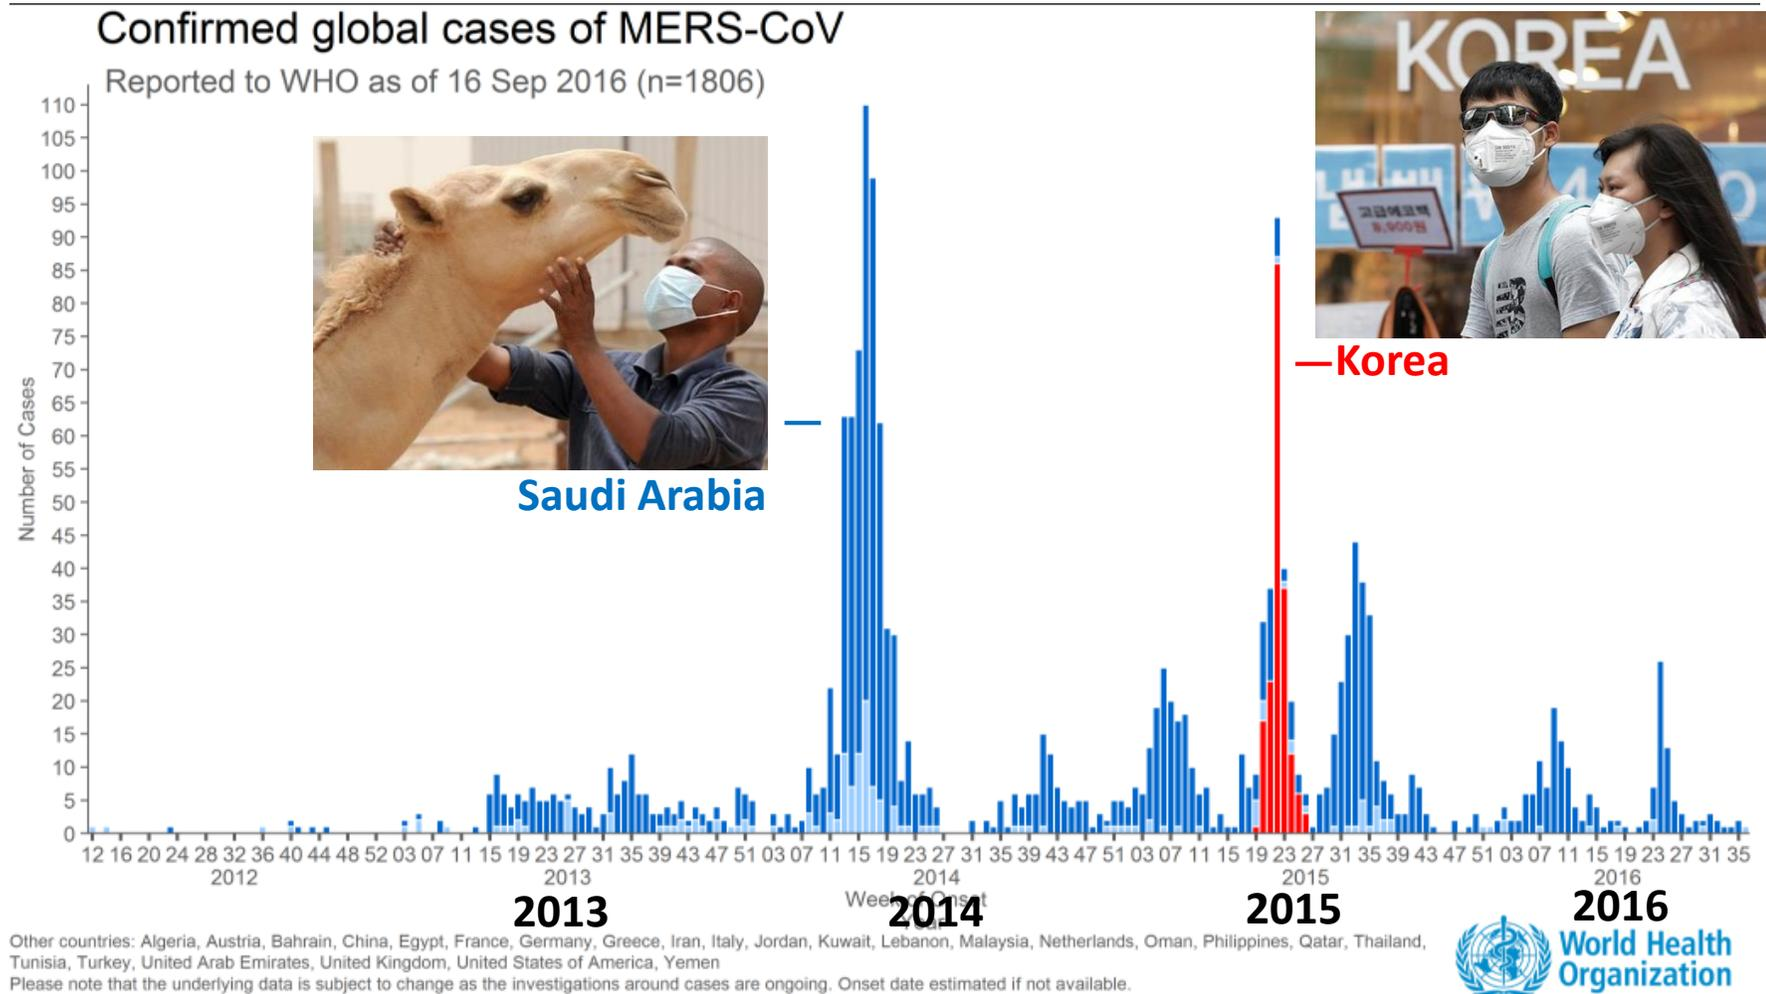 Confirmed global cases of MERS-CoV
Reported to WHO as of 16 Sep 2016 (n=1806)
KOREA
고급에코백
Korea
Saudi Arabia
Number of Cases
110
105
100
95
90
85
80
75
70
65
60
55
50
45
40
35
30
25
20
15
10
5
0
12 16 20 24 28 32 36 40 44 48 52 03 07 11 15 19 23 27 31 35 39 43 47 51 03 07 11 15 19 23 27 31 35 39 43 47 51 03 07 11 15 19 23 27 31 35 39 43 47 51 03 07 11 15 19 23 27 31 35
2012 2013 2014 2015 2016
Week of Onset
2013 2014 2015 2016
Other countries: Algeria, Austria, Bahrain, China, Egypt, France, Germany, Greece, Iran, Italy, Jordan, Kuwait, Lebanon, Malaysia, Netherlands, Oman, Philippines, Qatar, Thailand,
Tunisia, Turkey, United Arab Emirates, United Kingdom, United States of America, Yemen
Please note that the underlying data is subject to change as the investigations around cases are ongoing. Onset date estimated if not available.
World Health
Organization